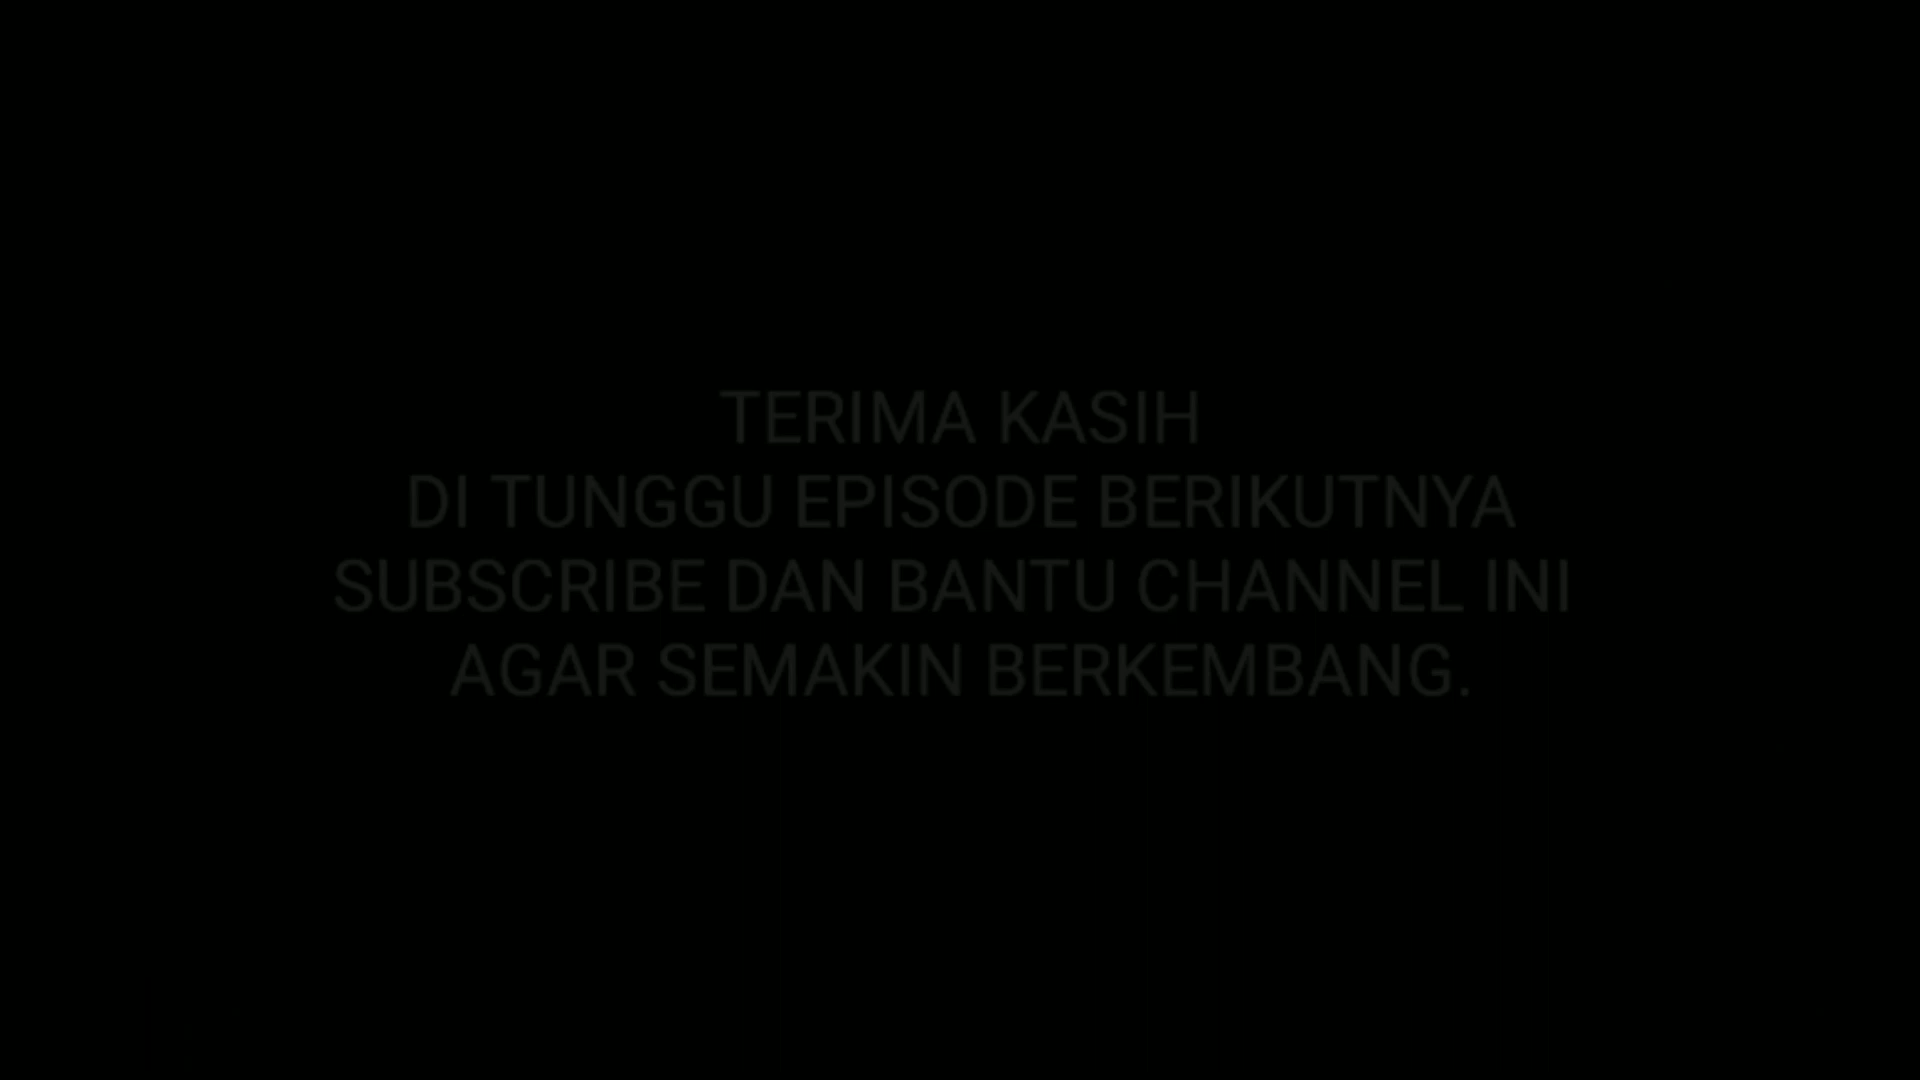 TERIMA KASIH
DI TUNGGU EPISODE BERIKUTNYA
SUBSCRIBE DAN BANTU CHANNEL INI
AGAR SEMAKIN BERKEMBANG.